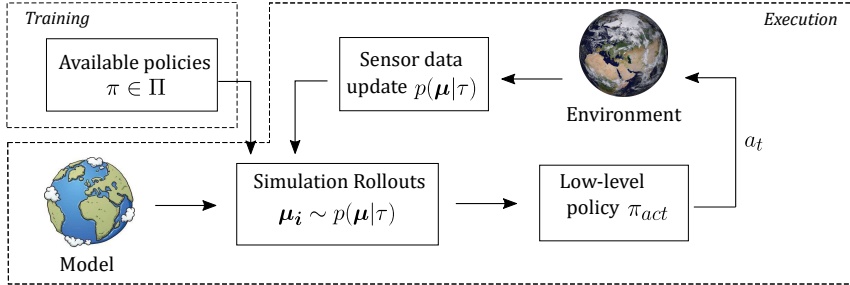 Training
Execution
Available policies
π ∈ Π
Sensor data
update p(μ|τ)
Environment
a_t
Simulation Rollouts
μ_i ∼ p(μ|τ)
Low-level
policy π_act
Model